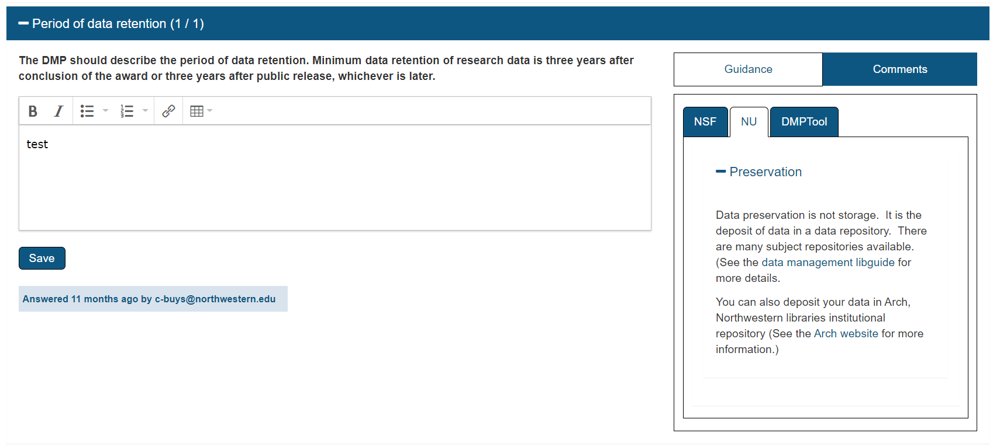 Period of data retention (1 / 1)
The DMP should describe the period of data retention. Minimum data retention of research data is three years after
conclusion of the award or three years after public release, whichever is later.
B I
test
Save
Answered 11 months ago by c-buys@northwestern.edu
Guidance
Comments
NSF
NU
DMPTool
Preservation
Data preservation is not storage.  It is the
deposit of data in a data repository.  There
are many subject repositories available.
(See the data management libguide for
more details.
You can also deposit your data in Arch,
Northwestern libraries institutional
repository (See the Arch website for more
information.)